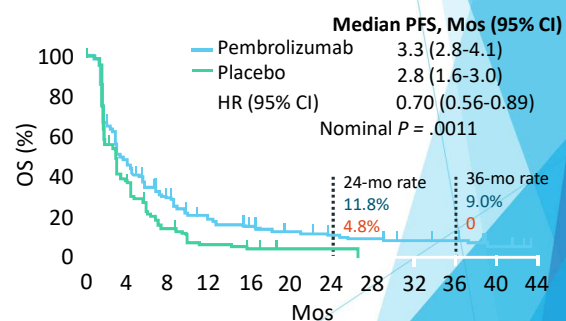 Median PFS, Mos (95% CI)
Pembrolizumab 3.3 (2.8-4.1)
Placebo 2.8 (1.6-3.0)
HR (95% CI) 0.70 (0.56-0.89)
Nominal P = .0011
OS (%)
100
80
60
40
20
0
24-mo rate
11.8%
4.8%
36-mo rate
9.0%
0
0 4 8 12 16 20 24 28 32 36 40 44
Mos